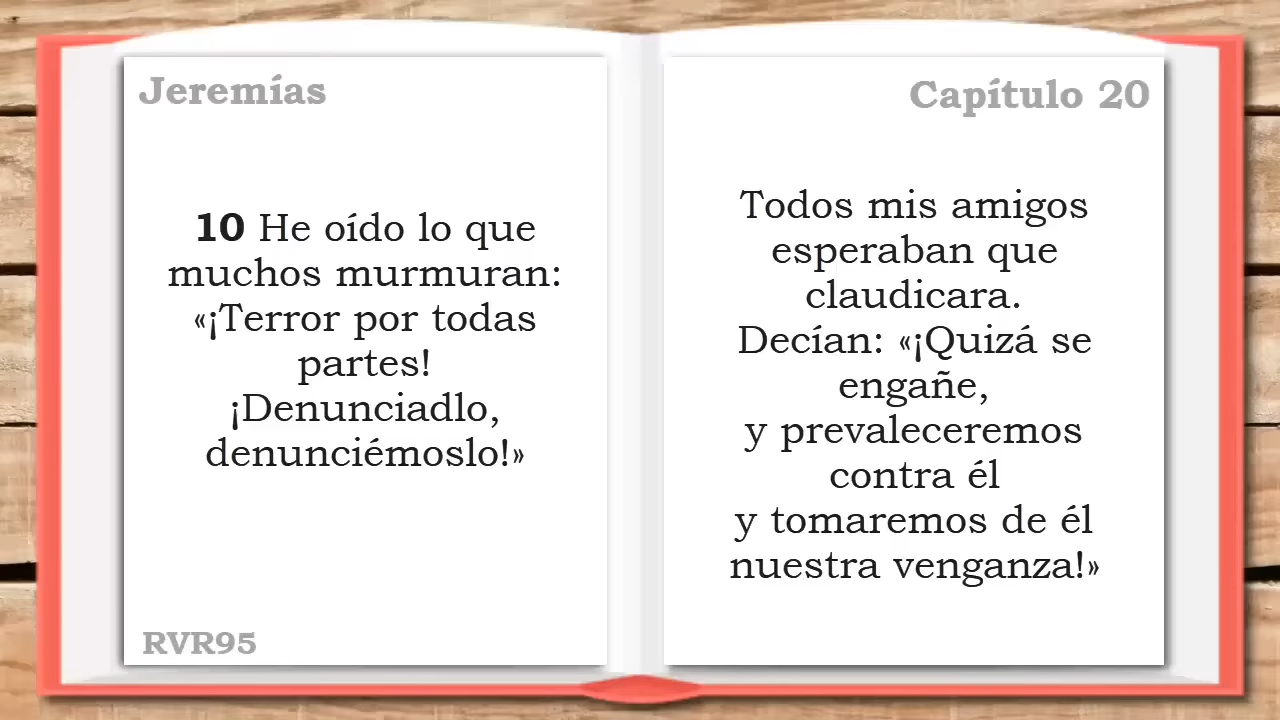 Jeremías
10 He oído lo que
muchos murmuran:
«¡Terror por todas
partes!
¡Denunciadlo,
denunciémoslo!»
RVR95
Capítulo 20
Todos mis amigos
esperaban que
claudicara.
Decían: «¡Quizá se
engañe,
y prevaleceremos
contra él
y tomaremos de él
nuestra venganza!»